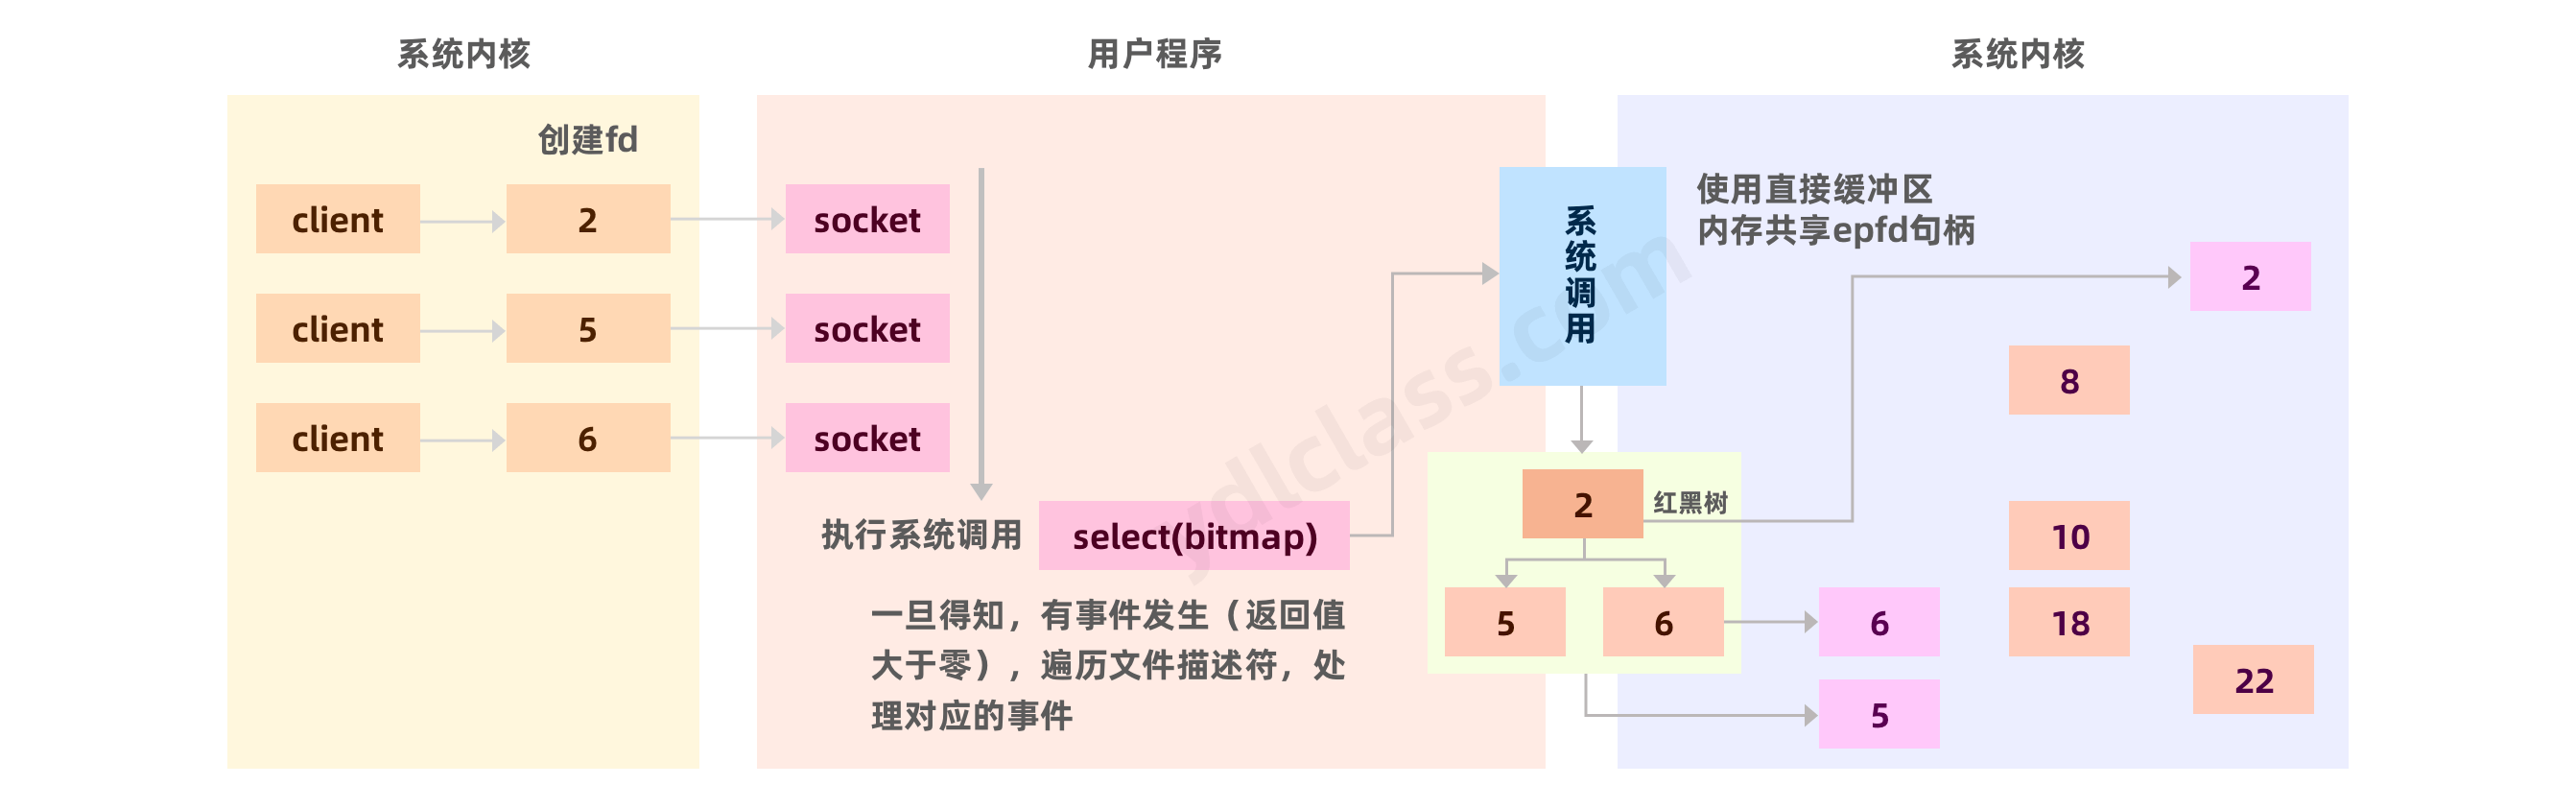 系统内核
用户程序
系统内核
创建fd
client
2
socket
client
5
socket
client
6
socket
执行系统调用
select(bitmap)
一旦得知，有事件发生（返回值
大于零），遍历文件描述符，处
理对应的事件
系统调用
使用直接缓冲区
内存共享epfd句柄
2
红黑树
5
6
2
8
10
6
18
5
22
ydlclass.com